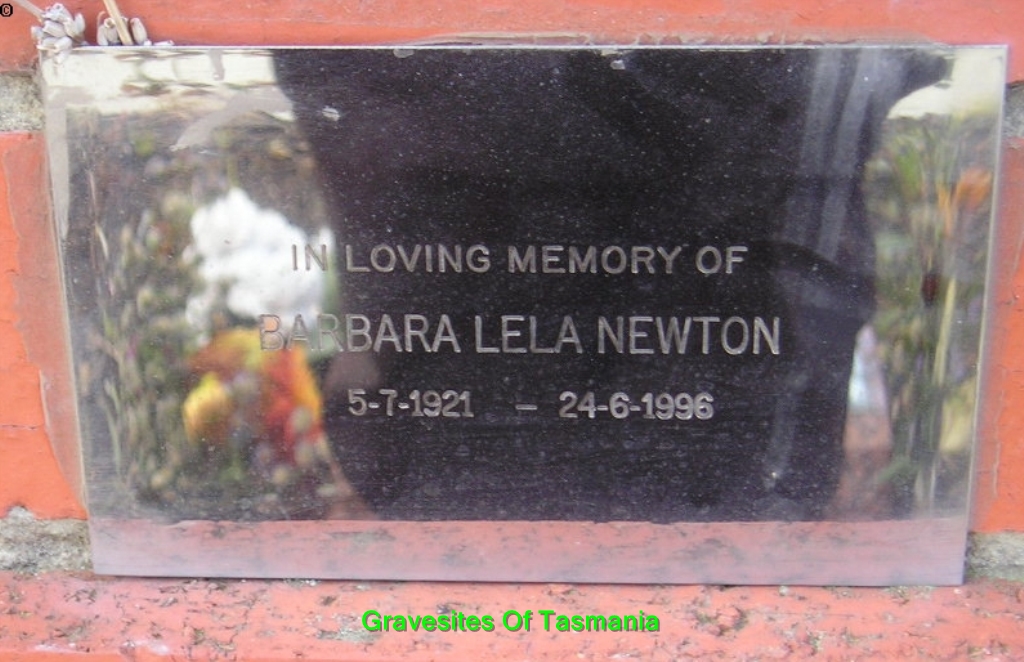 ©
IN LOVING MEMORY OF
BARBARA LELA NEWTON
5-7-1921 - 24-6-1996
Gravesites Of Tasmania